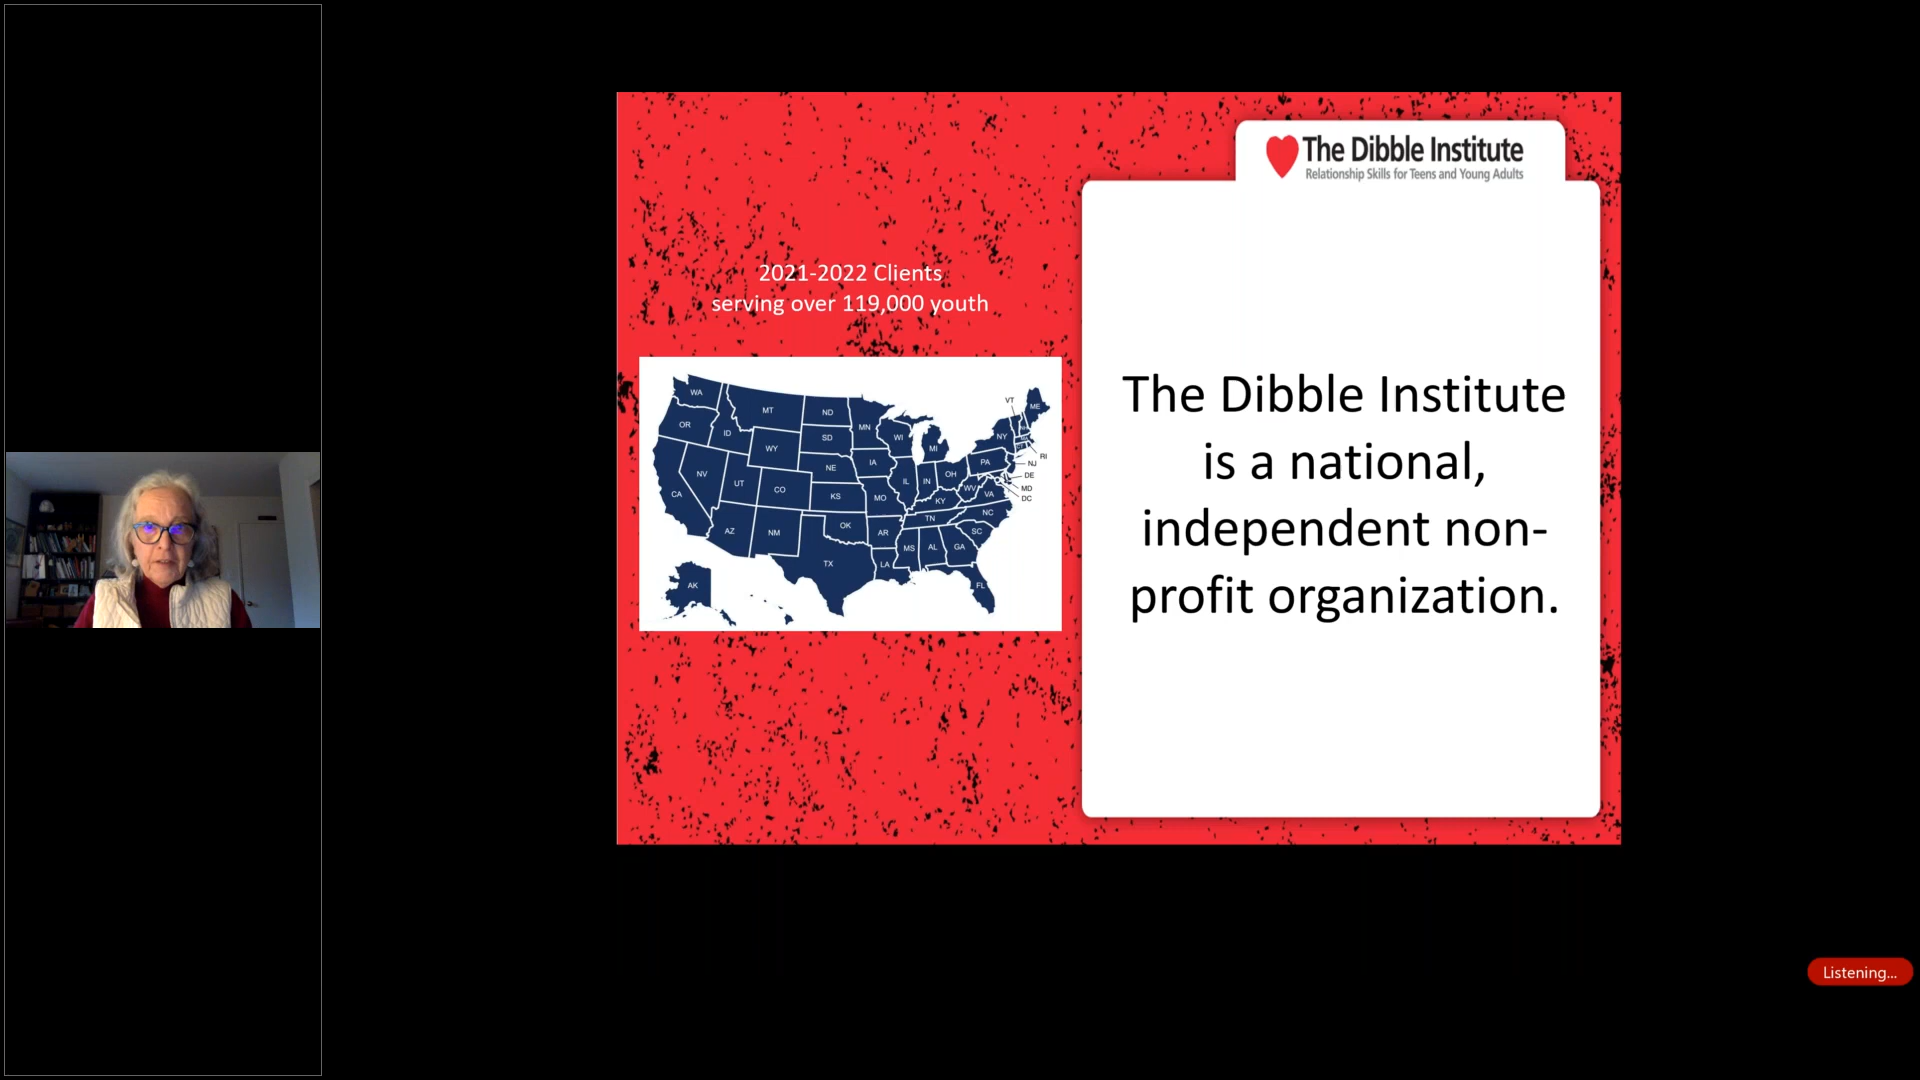 The Dibble Institute
Relationship Skills for Teens and Young Adults
2021-2022 Clients
serving over 119,000 youth
The Dibble Institute
is a national,
independent non-
profit organization.
WA
OR
ID
MT
WY
NV
CA
UT
CO
AZ
NM
ND
SD
NE
KS
OK
TX
MN
IA
MO
AR
LA
WI
IL
IN
MI
OH
KY
TN
MS
AL
GA
FL
SC
NC
VA
WV
PA
NY
VT
ME
RI
NJ
DE
MD
DC
AK
Listening...